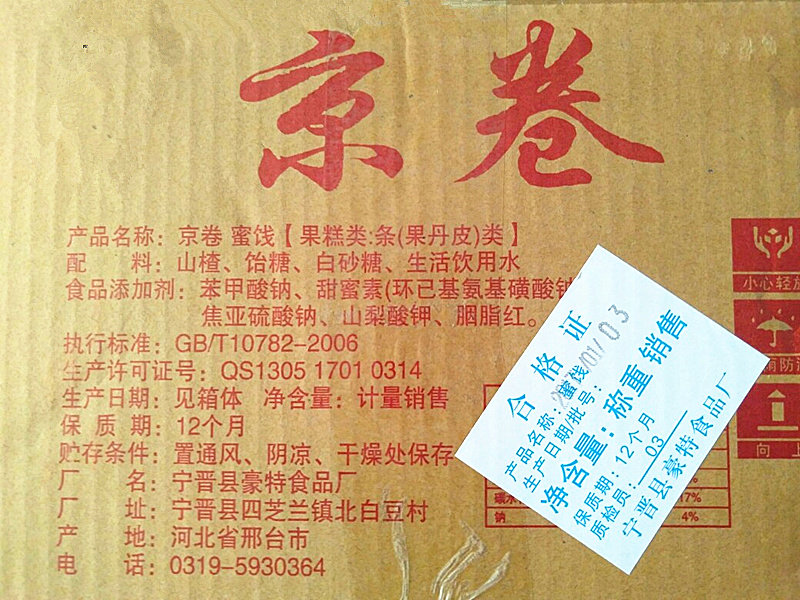 京卷
产品名称：京卷 蜜饯【果糕类:条(果丹皮)类】
配 料：山楂、饴糖、白砂糖、生活饮用水
食品添加剂：苯甲酸钠、甜蜜素(环己基氨基磺酸钠
焦亚硫酸钠、山梨酸钾、胭脂红。
执行标准：GB/T10782-2006
生产许可证号：QS1305 1701 0314
生产日期：见箱体 净含量：计量销售
保 质 期：12个月
贮存条件：置通风、阴凉、干燥处保存
厂 名：宁晋县豪特食品厂
厂 址：宁晋县四芝兰镇北白豆村
产 地：河北省邢台市
电 话：0319-5930364
合格证
产品名称：蜜饯
生产日期/批号：
/01/03
净含量：称重销售
保质期：12个月
质检员：03
宁晋县豪特食品厂
小心轻放
向上
17%
钠 4%